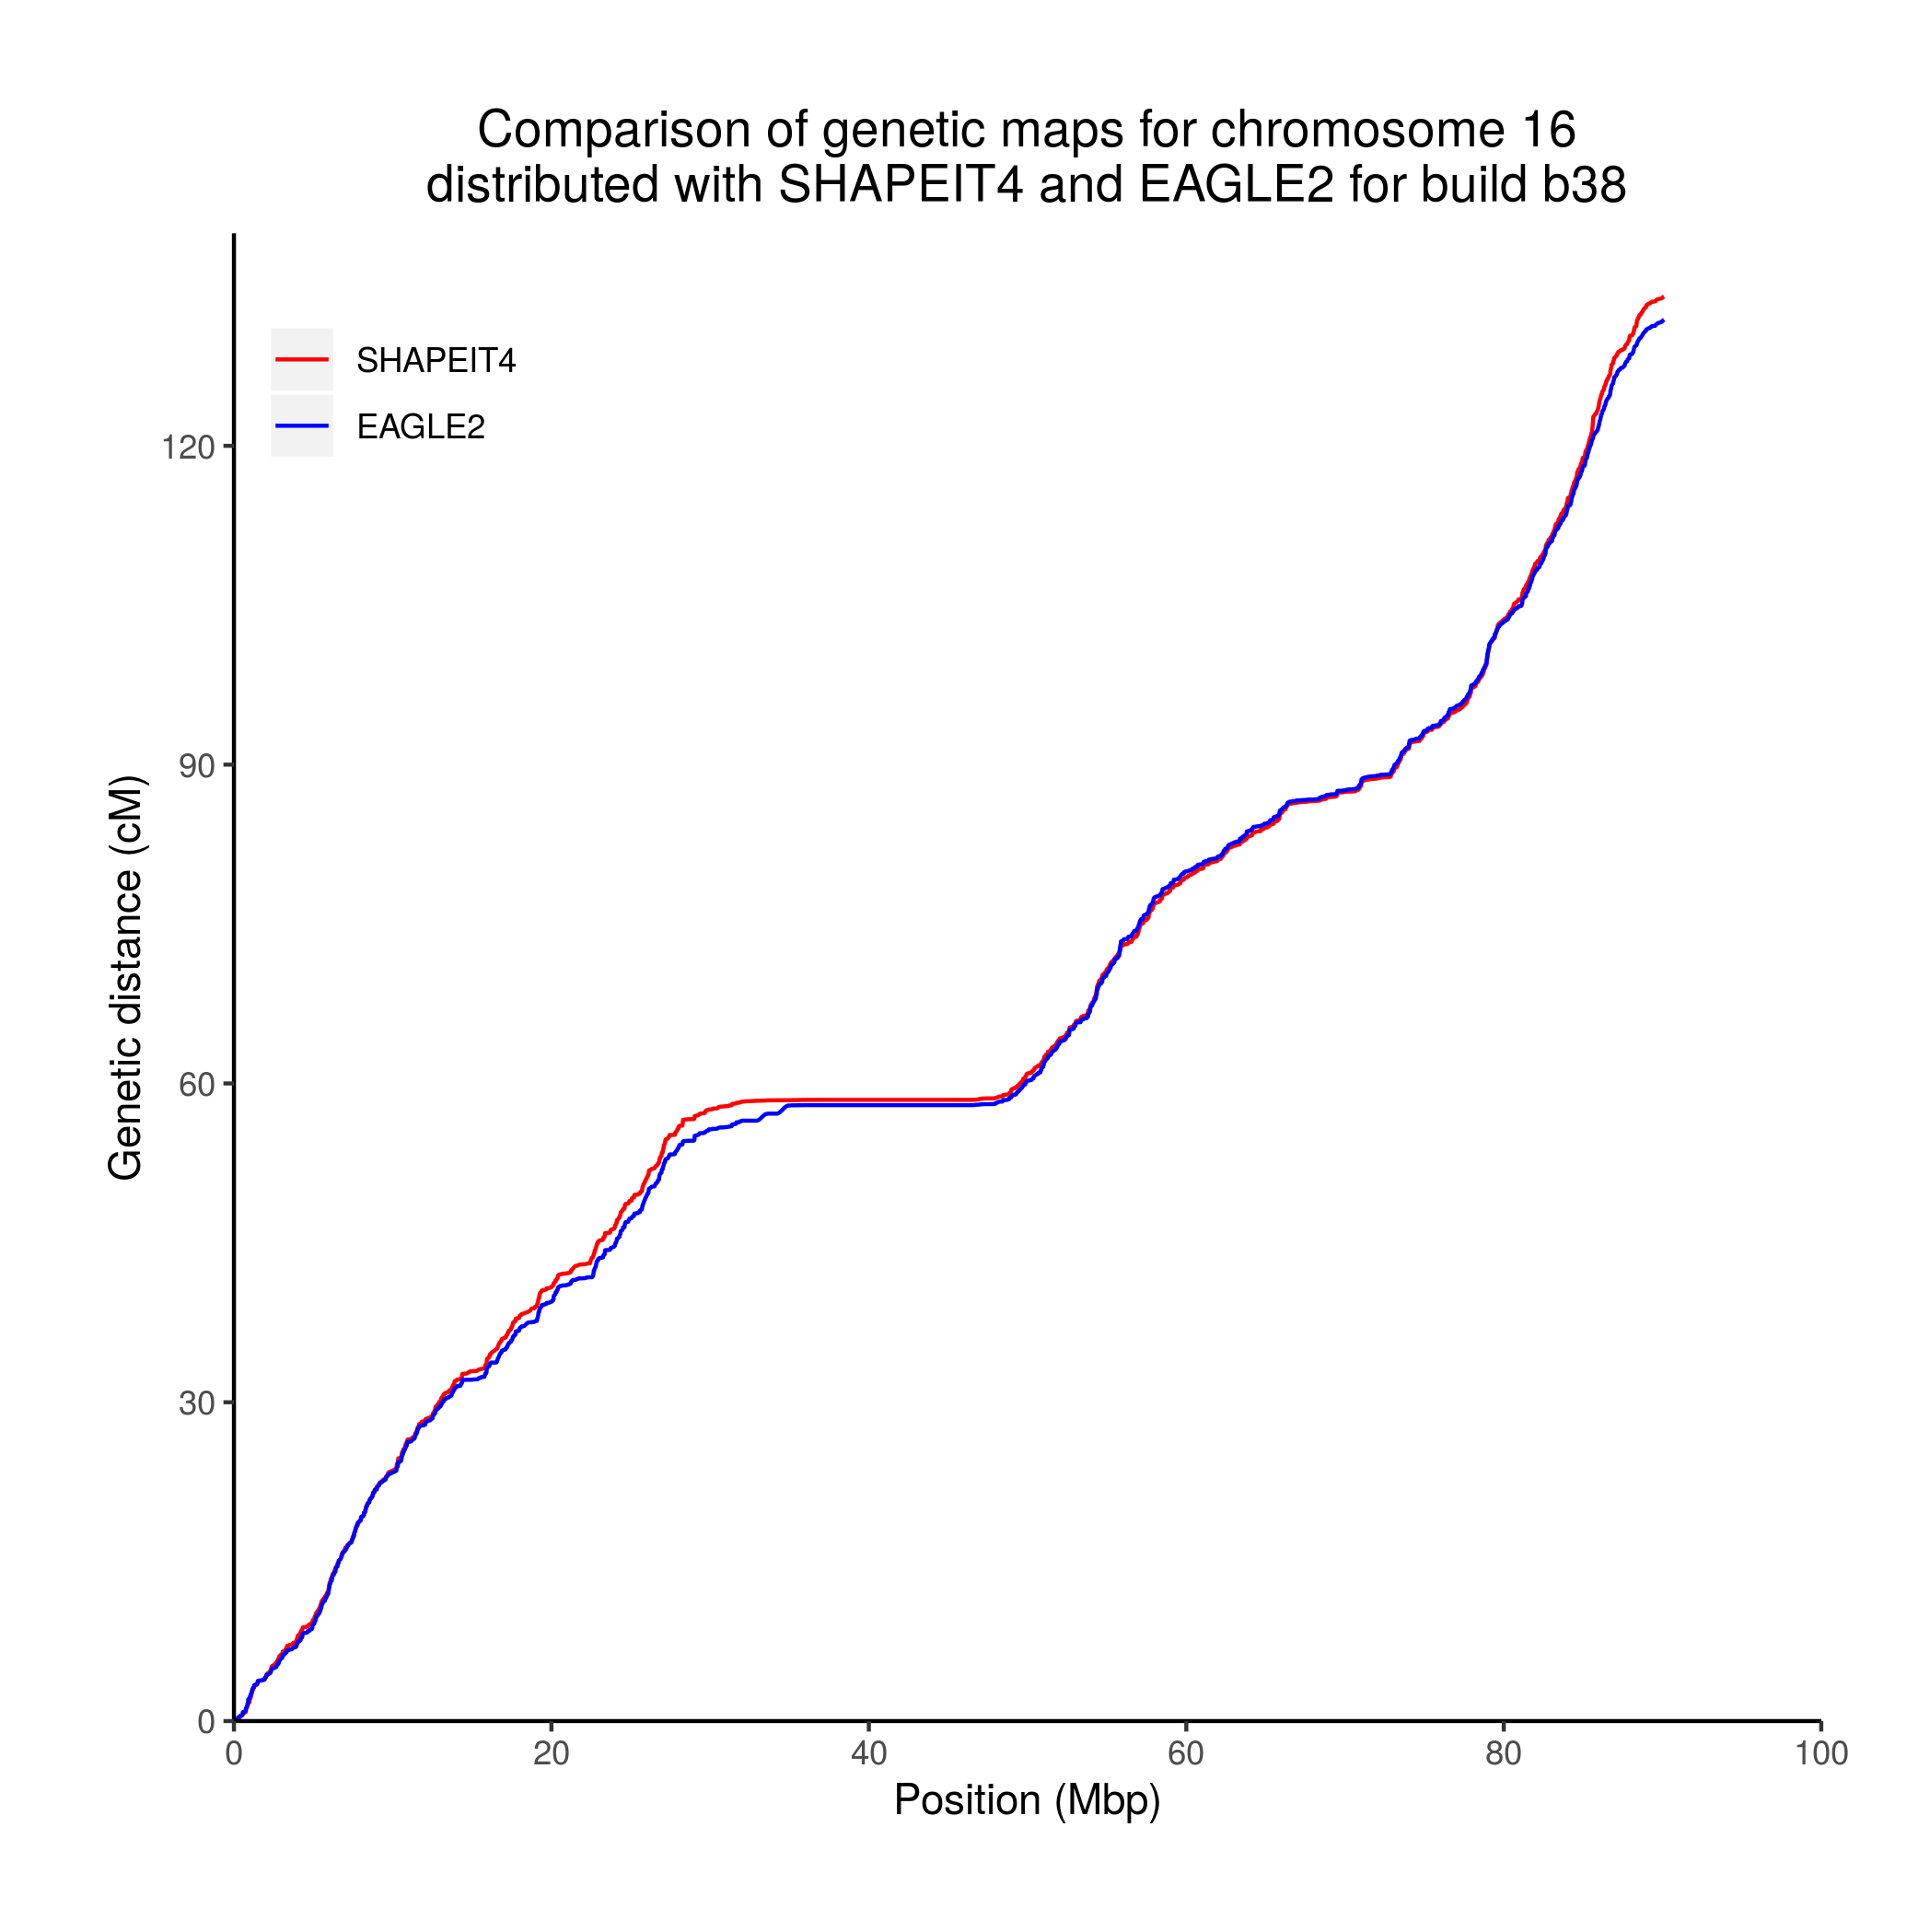 Comparison of genetic maps for chromosome 16
distributed with SHAPEIT4 and EAGLE2 for build b38
SHAPEIT4
EAGLE2
120
90
60
30
0
Genetic distance (cM)
0 20 40 60 80 100
Position (Mbp)